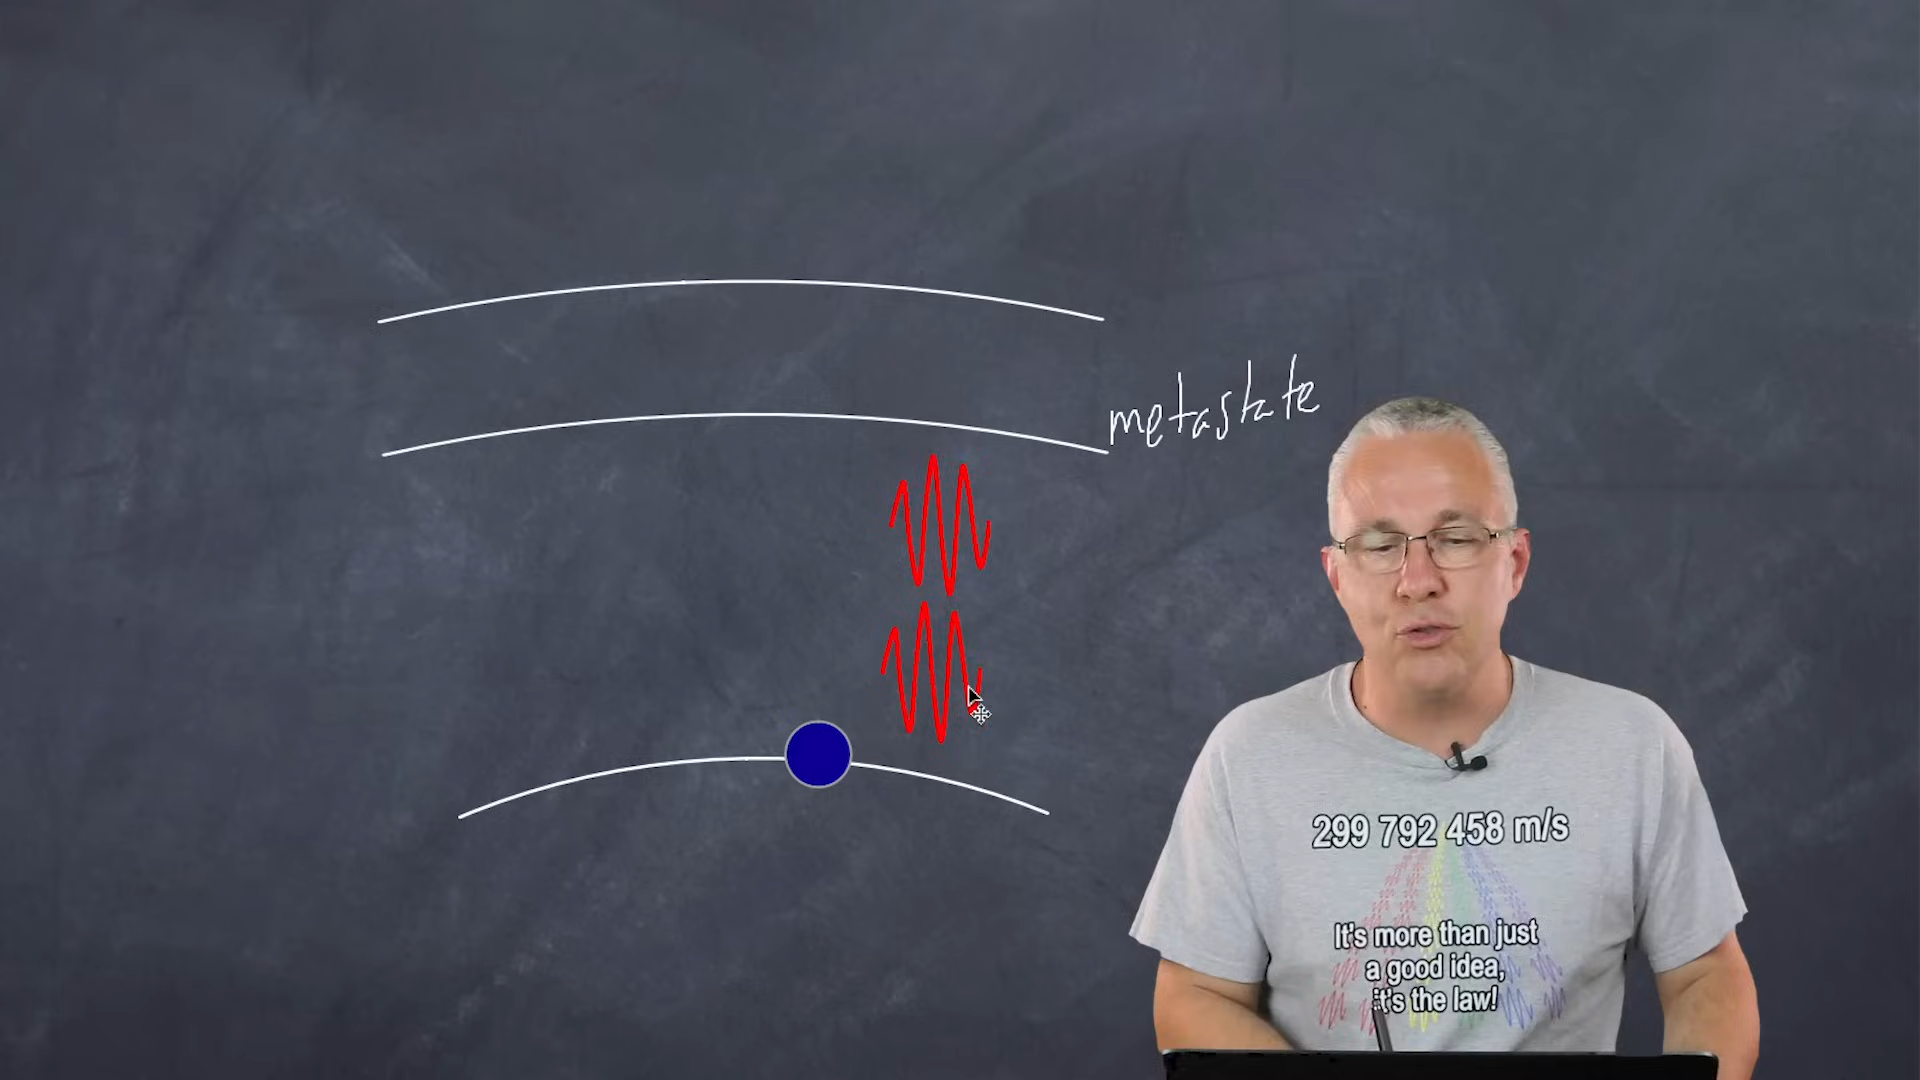 metastate
299 792 458 m/s
It's more than just
a good idea,
it's the law!